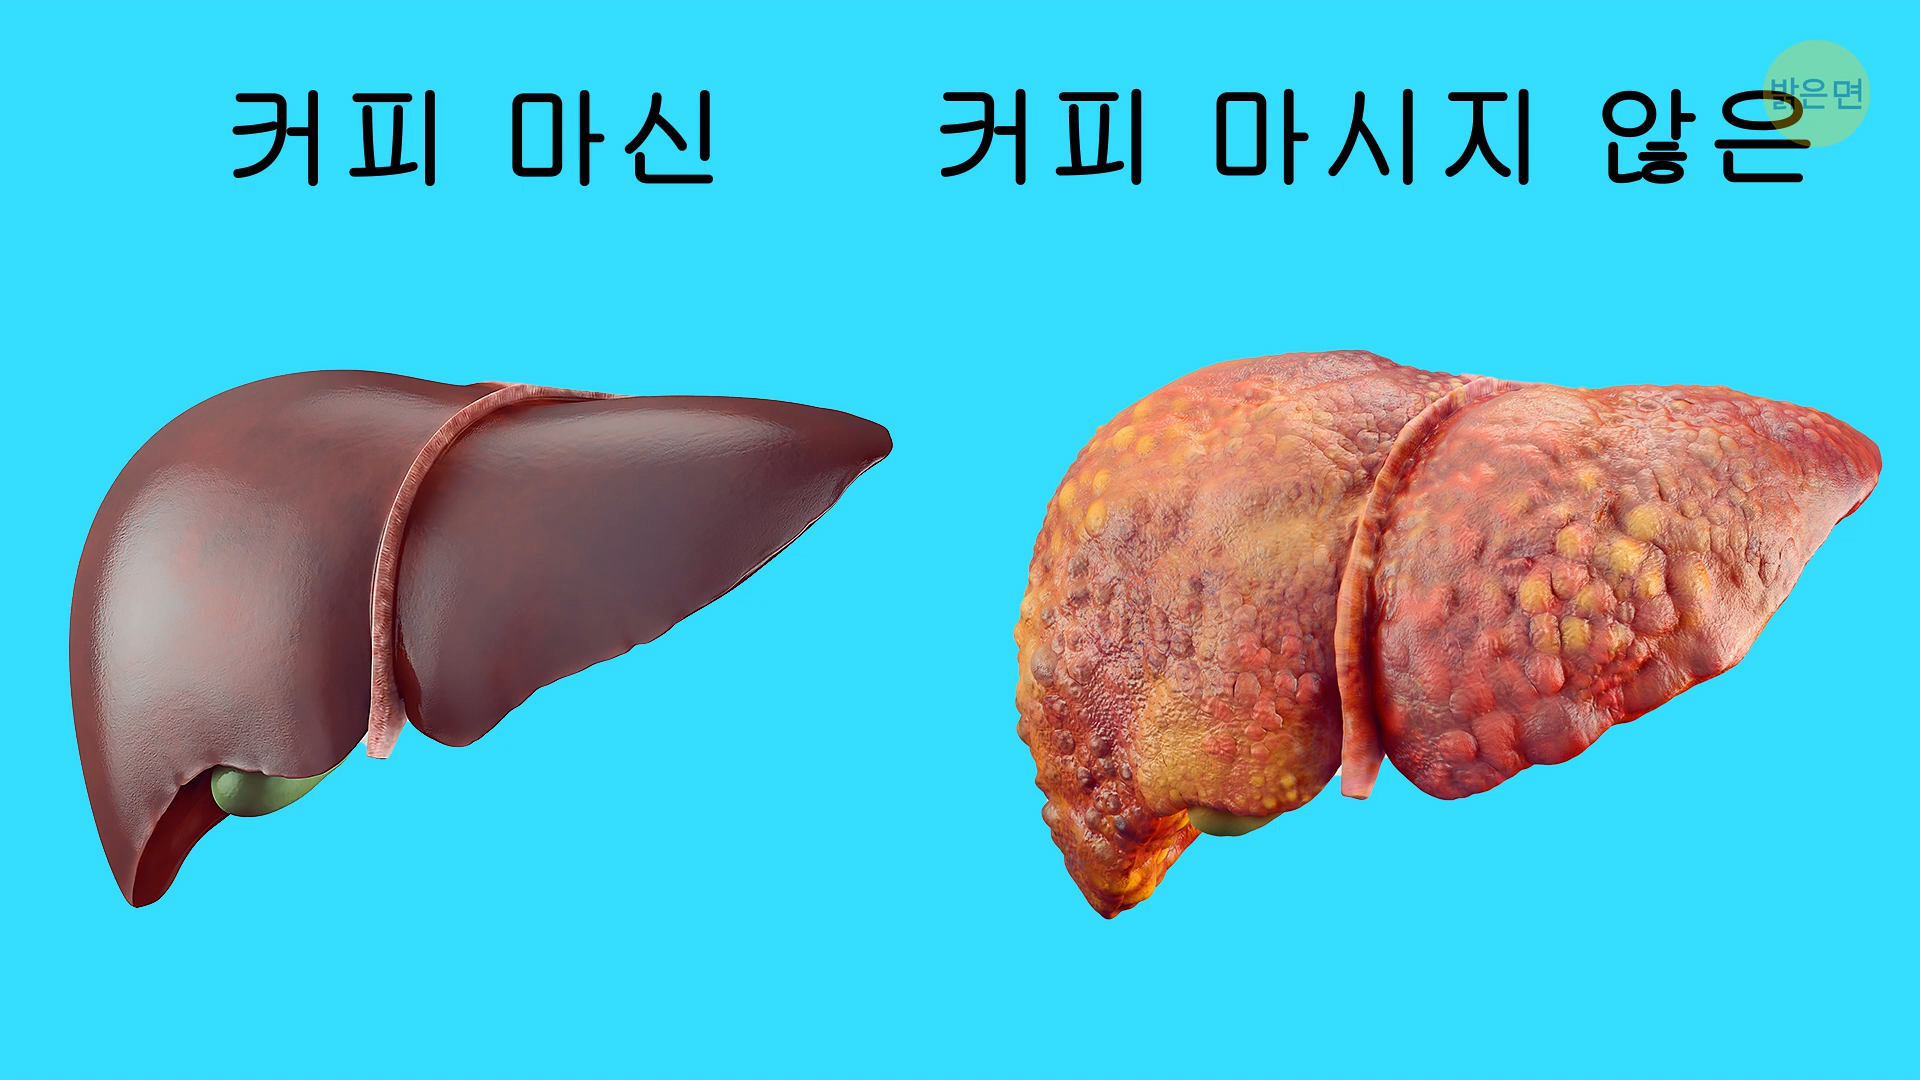 커피 마신
커피 마시지 않은
밝은면